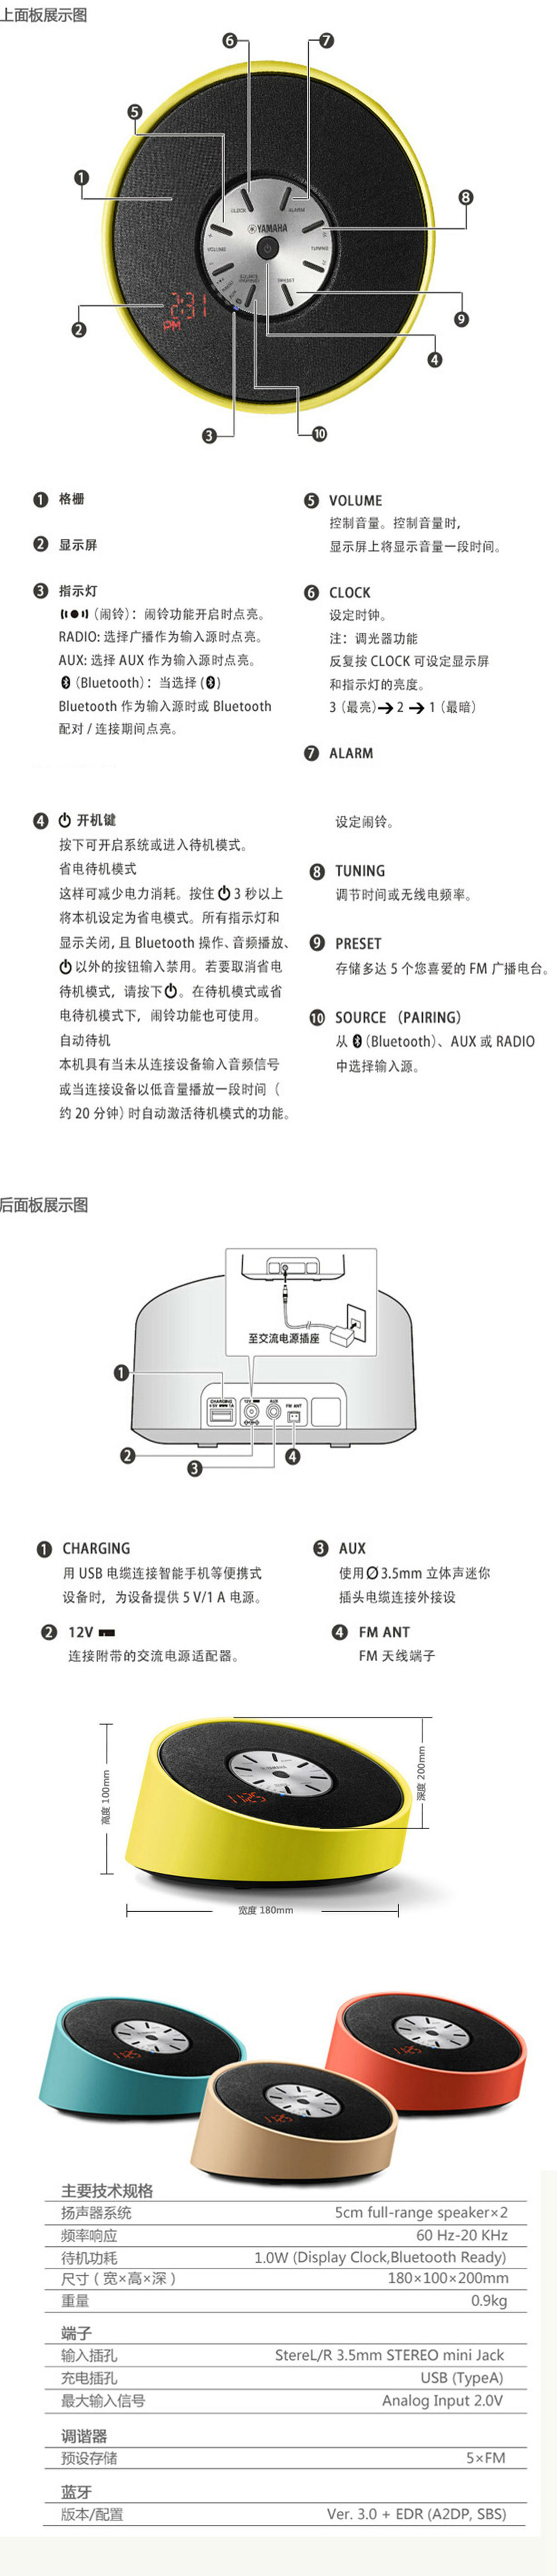 上面板展示图
6
7
5
1
8
CLOCK
ALARM
YAMAHA
VOLUME
TUNING
PRESET
2:31
PM
2
9
4
3
10
1 格栅
2 显示屏
3 指示灯
（闹铃）：闹铃功能开启时点亮。
RADIO: 选择广播作为输入源时点亮。
AUX: 选择 AUX 作为输入源时点亮。
（Bluetooth）：当选择 ( )
Bluetooth 作为输入源时或 Bluetooth
配对 / 连接期间点亮。
5 VOLUME
控制音量。控制音量时,
显示屏上将显示音量一段时间。
6 CLOCK
设定时钟。
注：调光器功能
反复按 CLOCK 可设定显示屏
和指示灯的亮度。
3（最亮）→ 2 → 1（最暗）
7 ALARM
4 开机键
按下可开启系统或进入待机模式。
省电待机模式
这样可减少电力消耗。按住 3 秒以上
将本机设定为省电模式。所有指示灯和
显示关闭, 且 Bluetooth 操作、音频播放、
以外的按钮输入禁用。若要取消省电
待机模式，请按下 。在待机模式或省
电待机模式下，闹铃功能也可使用。
自动待机
本机具有当未从连接设备输入音频信号
或当连接设备以低音量播放一段时间（
约 20 分钟）时自动激活待机模式的功能。
设定闹铃。
8 TUNING
调节时间或无线电频率。
9 PRESET
存储多达 5 个您喜爱的 FM 广播电台。
10 SOURCE （PAIRING）
从 （Bluetooth）、AUX 或 RADIO
中选择输入源。
后面板展示图
至交流电源插座
1
CHARGING
12V
AUX
FM ANT
2
3
4
1 CHARGING
用 USB 电缆连接智能手机等便携式
设备时，为设备提供 5 V/1 A 电源。
2 12V
连接附带的交流电源适配器。
3 AUX
使用∅3.5mm 立体声迷你
插头电缆连接外接设
4 FM ANT
FM 天线端子
高度 100mm
深度 200mm
宽度 180mm
主要技术规格
扬声器系统 5cm full-range speaker×2
频率响应 60 Hz-20 KHz
待机功耗 1.0W (Display Clock,Bluetooth Ready)
尺寸（宽×高×深） 180×100×200mm
重量 0.9kg
端子
输入插孔 StereL/R 3.5mm STEREO mini Jack
充电插孔 USB (TypeA)
最大输入信号 Analog Input 2.0V
调谐器
预设存储 5×FM
蓝牙
版本/配置 Ver. 3.0 + EDR (A2DP, SBS)